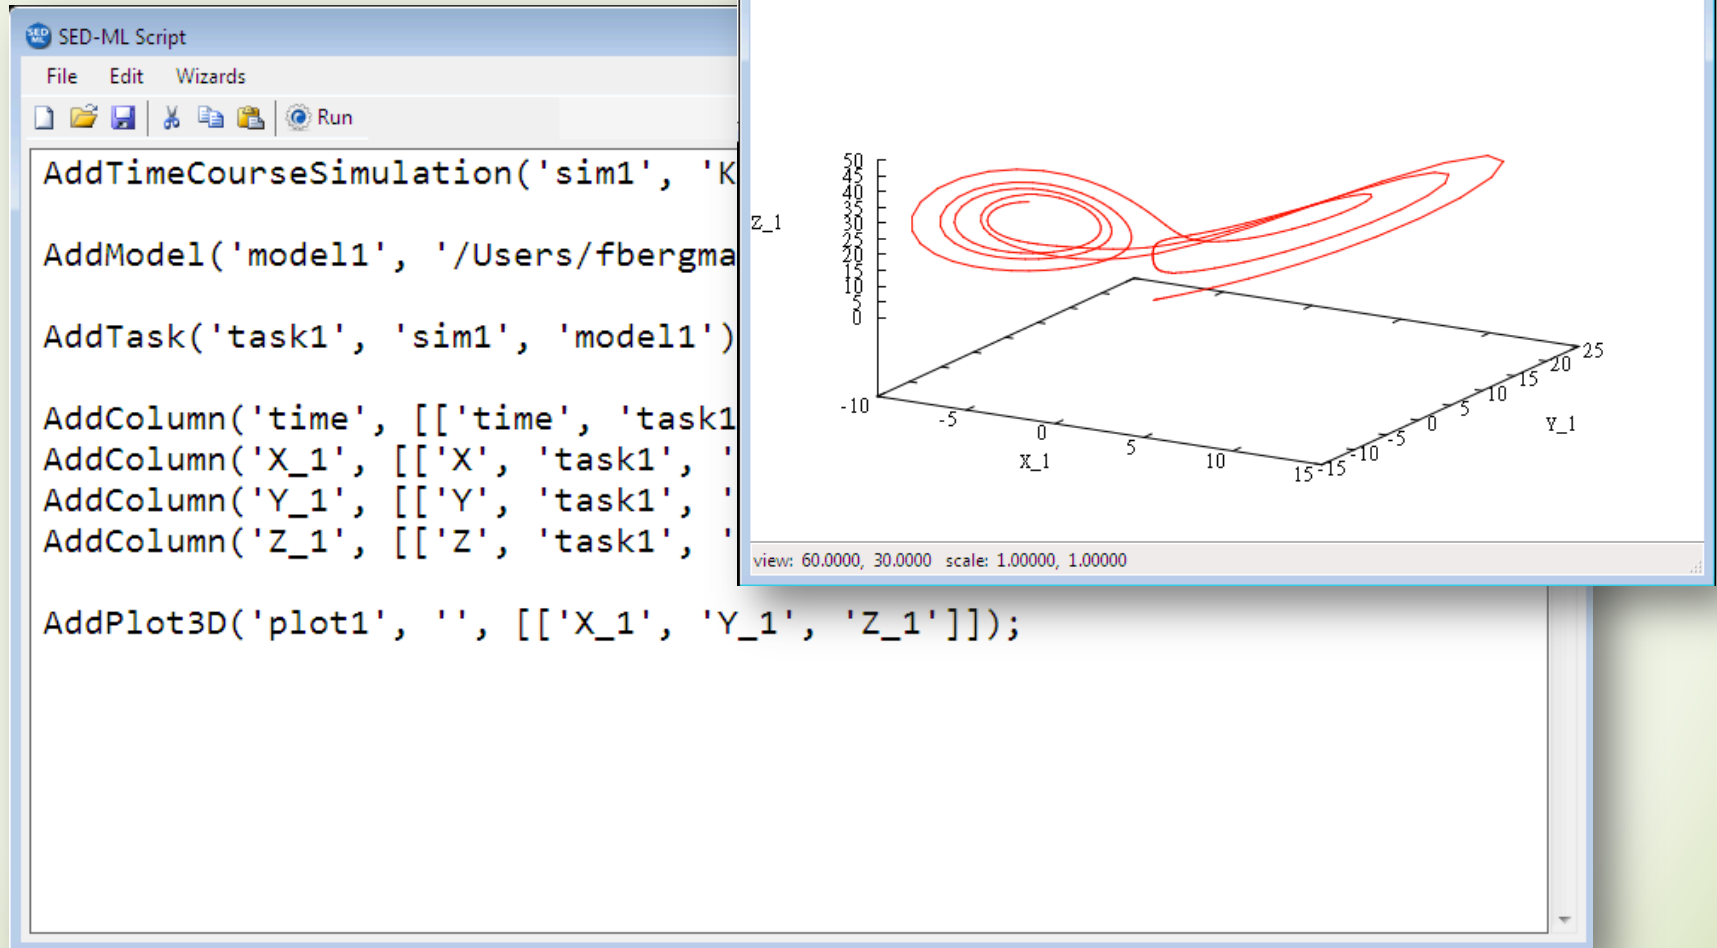 SED-ML Script
File Edit Wizards
Run
AddTimeCourseSimulation('sim1', 'K
AddModel('model1', '/Users/fbergma
AddTask('task1', 'sim1', 'model1')
AddColumn('time', [['time', 'task1
AddColumn('X_1', [['X', 'task1', '
AddColumn('Y_1', [['Y', 'task1', '
AddColumn('Z_1', [['Z', 'task1', '
AddPlot3D('plot1', '', [['X_1', 'Y_1', 'Z_1']]);
50
45
40
35
30
25
20
15
10
5
0
Z_1
-10
-5
0
5
10
15
X_1
-15
-10
-5
0
5
10
15
20
25
Y_1
view: 60.0000, 30.0000 scale: 1.00000, 1.00000